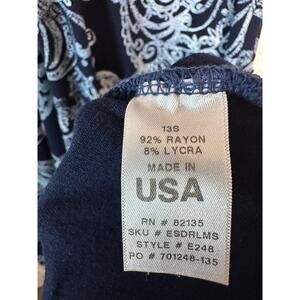 13S
92% RAYON
8% LYCRA
MADE IN
USA
RN # 82135
SKU # ESDRLMS
STYLE # E248
PO # 701248-135